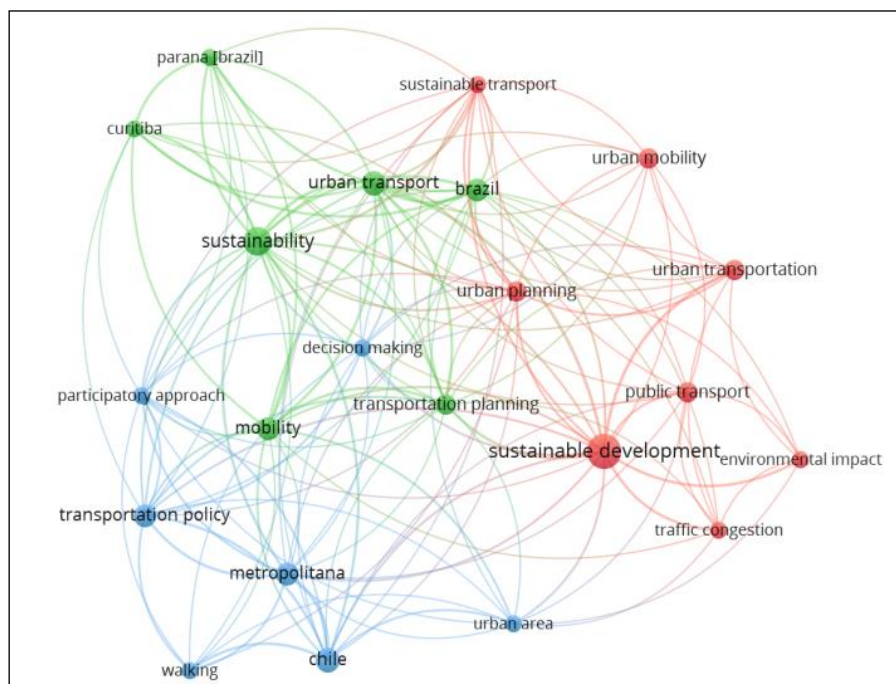 parana [brazil]
sustainable transport
curitiba
urban mobility
urban transport
brazil
sustainability
urban transportation
urban planning
decision making
participatory approach
transportation planning
public transport
mobility
sustainable development
environmental impact
transportation policy
traffic congestion
metropolitana
urban area
chile
walking